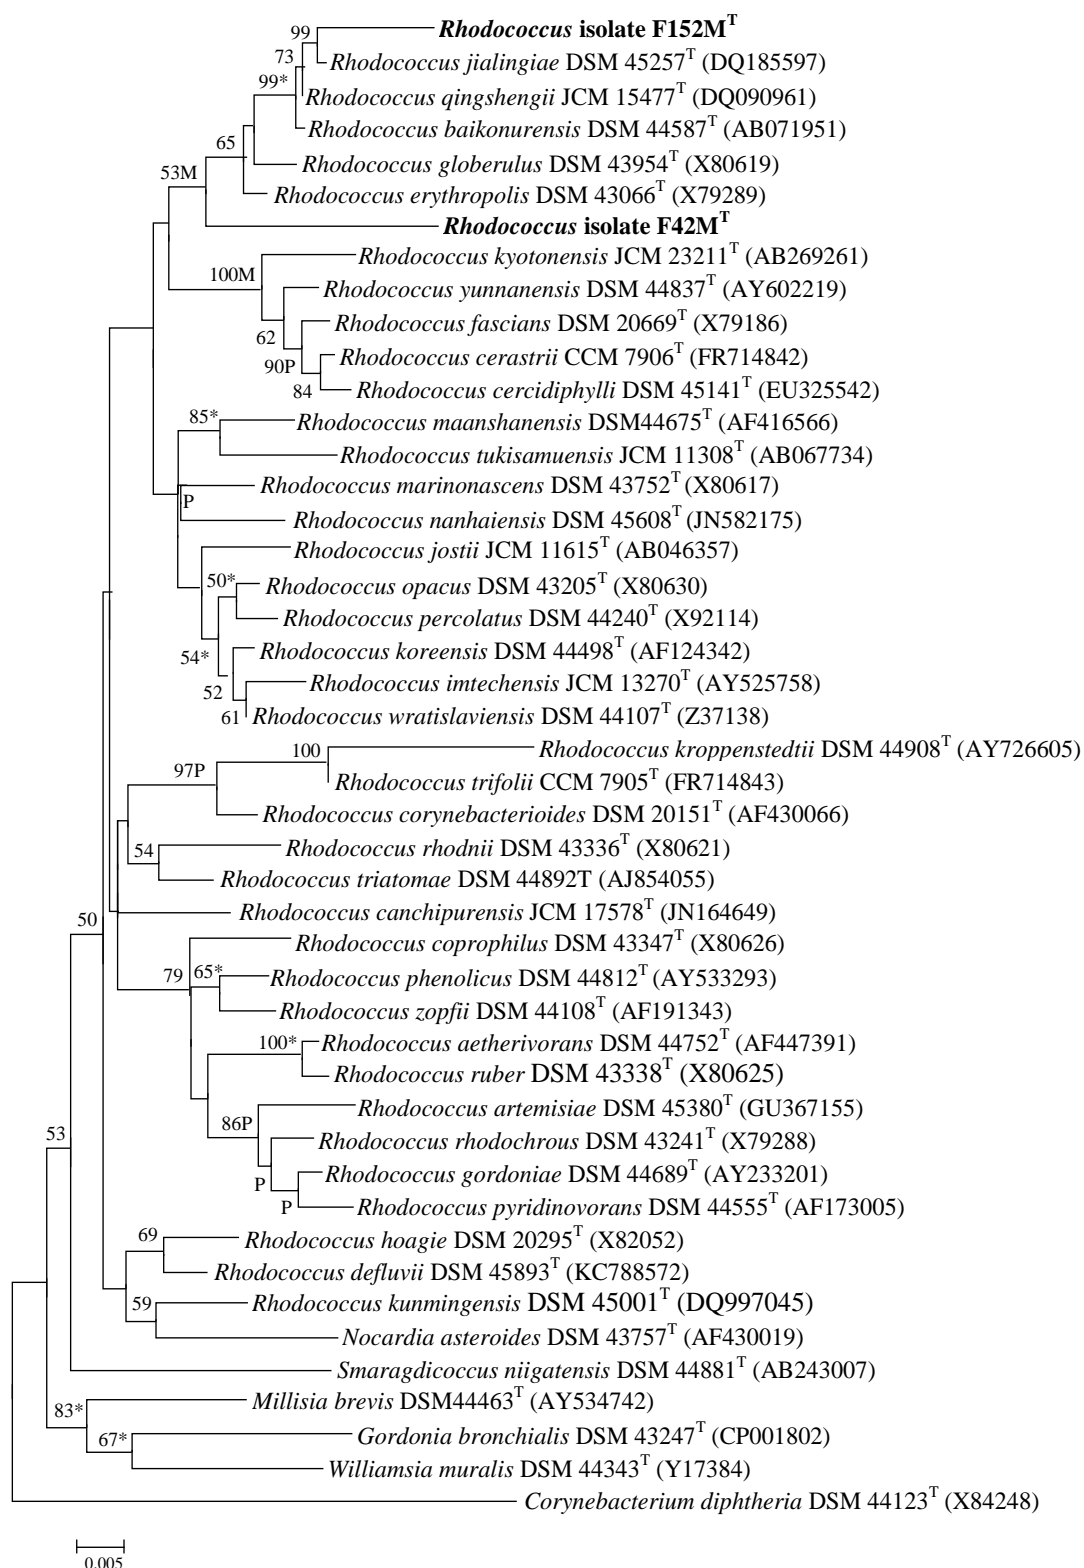 99 Rhodococcus isolate F152M^T
73 Rhodococcus jialingiae DSM 45257^T (DQ185597)
99* Rhodococcus qingshengii JCM 15477^T (DQ090961)
Rhodococcus baikonurensis DSM 44587^T (AB071951)
65 Rhodococcus globerulus DSM 43954^T (X80619)
53M Rhodococcus erythropolis DSM 43066^T (X79289)
Rhodococcus isolate F42M^T
Rhodococcus kyotonensis JCM 23211^T (AB269261)
100M Rhodococcus yunnanensis DSM 44837^T (AY602219)
62 Rhodococcus fascians DSM 20669^T (X79186)
90P Rhodococcus cerastrii CCM 7906^T (FR714842)
84 Rhodococcus cercidiphylli DSM 45141^T (EU325542)
85* Rhodococcus maanshanensis DSM44675^T (AF416566)
Rhodococcus tukisamuensis JCM 11308^T (AB067734)
Rhodococcus marinonascens DSM 43752^T (X80617)
P Rhodococcus nanhaiensis DSM 45608^T (JN582175)
Rhodococcus jostii JCM 11615^T (AB046357)
50* Rhodococcus opacus DSM 43205^T (X80630)
Rhodococcus percolatus DSM 44240^T (X92114)
54* Rhodococcus koreensis DSM 44498^T (AF124342)
52 Rhodococcus imtechensis JCM 13270^T (AY525758)
61 Rhodococcus wratislaviensis DSM 44107^T (Z37138)
100 Rhodococcus kroppenstedtii DSM 44908^T (AY726605)
97P Rhodococcus trifolii CCM 7905^T (FR714843)
Rhodococcus corynebacterioides DSM 20151^T (AF430066)
54 Rhodococcus rhodnii DSM 43336^T (X80621)
Rhodococcus triatomae DSM 44892T (AJ854055)
50 Rhodococcus canchipurensis JCM 17578^T (JN164649)
Rhodococcus coprophilus DSM 43347^T (X80626)
79 65* Rhodococcus phenolicus DSM 44812^T (AY533293)
Rhodococcus zopfii DSM 44108^T (AF191343)
100* Rhodococcus aetherivorans DSM 44752^T (AF447391)
Rhodococcus ruber DSM 43338^T (X80625)
86P Rhodococcus artemisiae DSM 45380^T (GU367155)
53 Rhodococcus rhodochrous DSM 43241^T (X79288)
P Rhodococcus gordoniae DSM 44689^T (AY233201)
P Rhodococcus pyridinovorans DSM 44555^T (AF173005)
69 Rhodococcus hoagie DSM 20295^T (X82052)
Rhodococcus defluvii DSM 45893^T (KC788572)
59 Rhodococcus kunmingensis DSM 45001^T (DQ997045)
Nocardia asteroides DSM 43757^T (AF430019)
Smaragdicoccus niigatensis DSM 44881^T (AB243007)
83* Millisia brevis DSM44463^T (AY534742)
67* Gordonia bronchialis DSM 43247^T (CP001802)
Williamsia muralis DSM 44343^T (Y17384)
Corynebacterium diphtheria DSM 44123^T (X84248)
0.005